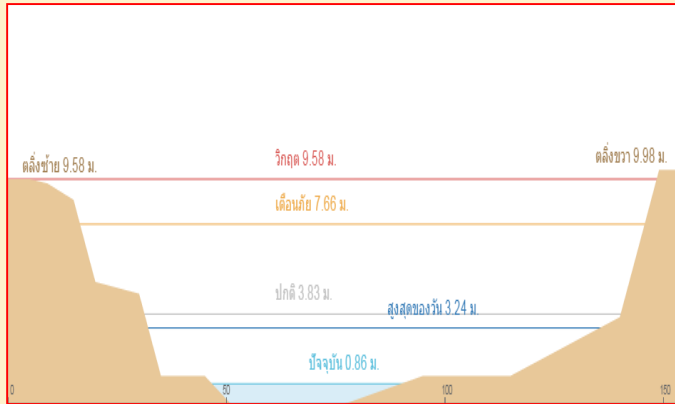 วิกฤต 9.58 ม.
ตลิ่งซ้าย 9.58 ม.
ตลิ่งขวา 9.98 ม.
เตือนภัย 7.66 ม.
ปกติ 3.83 ม.
สูงสุดของวัน 3.24 ม.
ปัจจุบัน 0.86 ม.
0 50 100 150